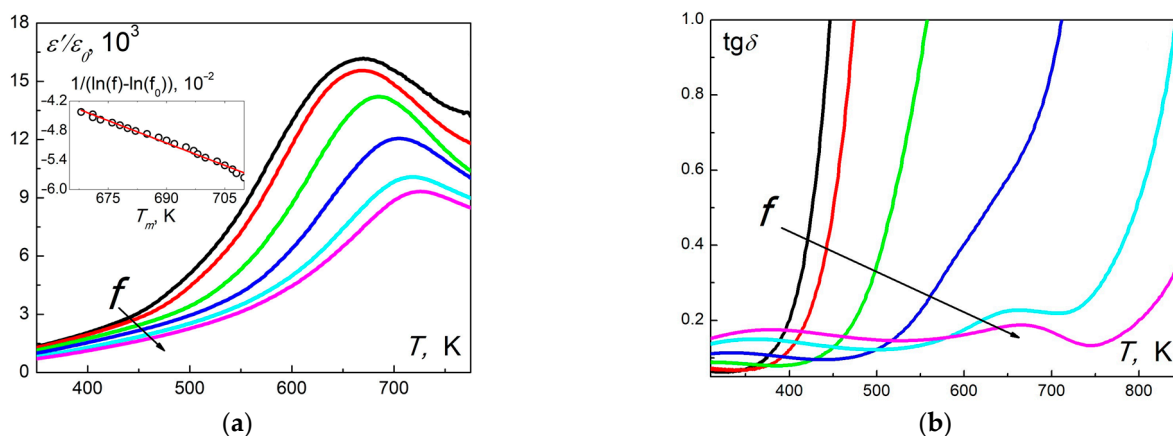 ε′/ε₀, 10³
1/(ln(f)-ln(f₀)), 10⁻²
−4.2
−4.8
−5.4
−6.0
675
690
705
Tₘ, K
18
15
12
9
6
3
0
f
T, K
400
500
600
700
(a)
tgδ
1.0
0.8
0.6
0.4
0.2
f
T, K
400
500
600
700
800
(b)